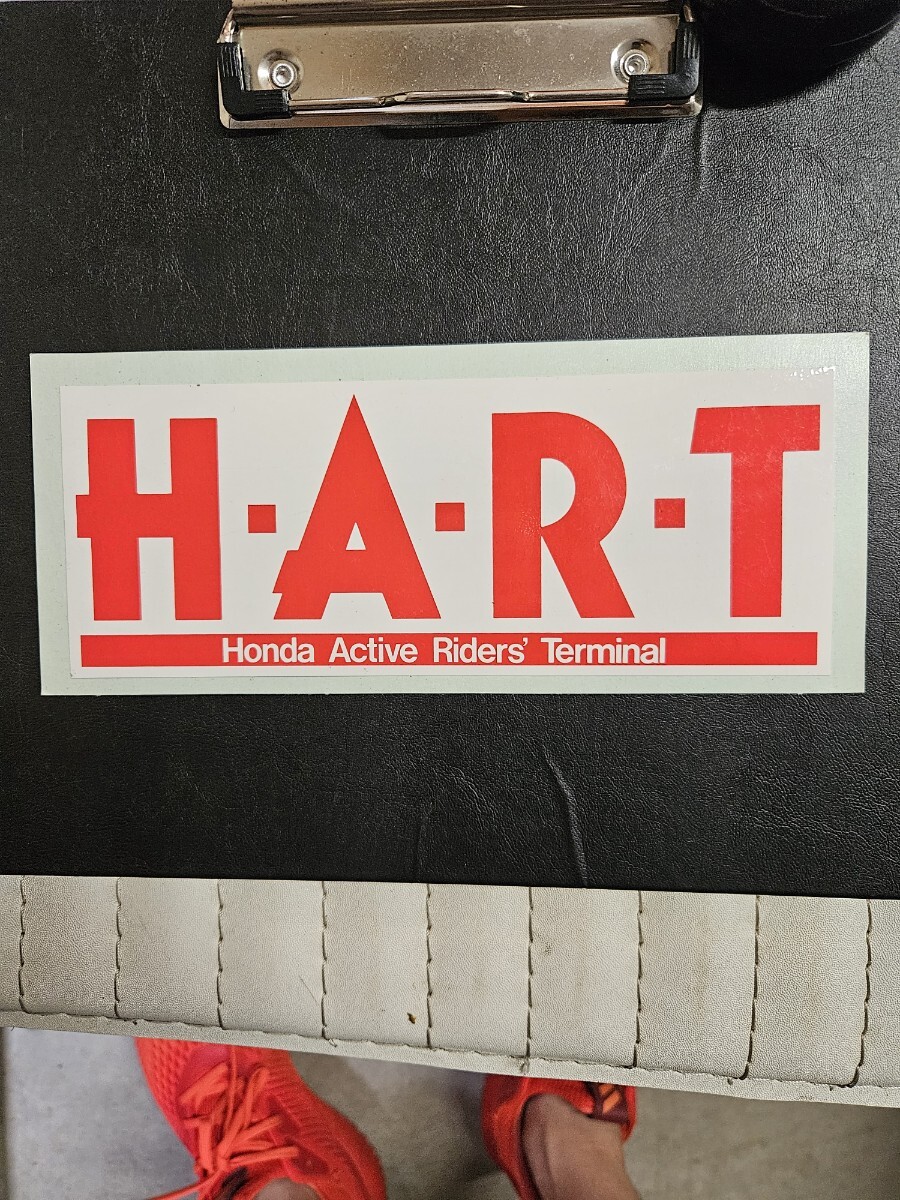 H·A·R·T
Honda Active Riders' Terminal